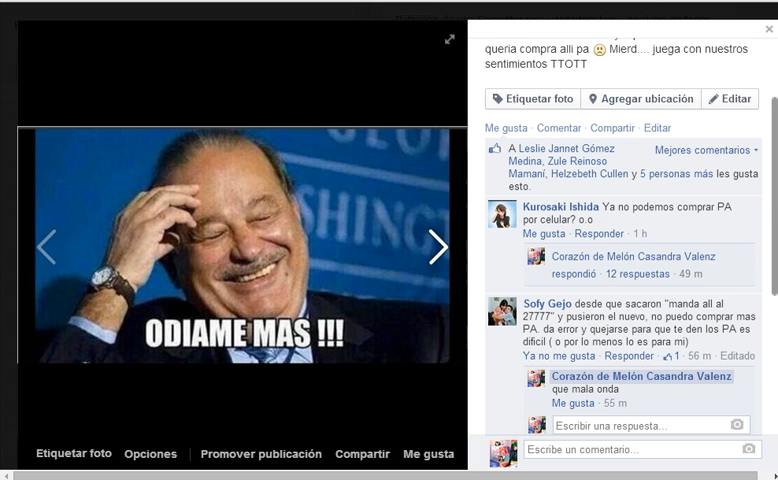 GEOR
WASHINGT
ODIAME MAS !!!
Etiquetar foto Opciones Promover publicación Compartir Me gusta
queria compra alli pa Mierd.... juega con nuestros
sentimientos TTOTT
Etiquetar foto Agregar ubicación Editar
Me gusta · Comentar · Compartir · Editar
A Leslie Jannet Gómez
Medina, Zule Reinoso
Mamaní, Helzebeth Cullen y 5 personas más les gusta
esto.
Mejores comentarios
Kurosaki Ishida Ya no podemos comprar PA
por celular? o.o
Me gusta · Responder · 1 h
Corazón de Melón Casandra Valenz
respondió · 12 respuestas · 49 m
Sofy Gejo desde que sacaron "manda all al
27777" y pusieron el nuevo, no puedo comprar mas
PA. da error y quejarse para que te den los PA es
dificil ( o por lo menos lo es para mi)
Ya no me gusta · Responder · 1 · 56 m · Editado
Corazón de Melón Casandra Valenz
que mala onda
Me gusta · 55 m
Escribir una respuesta...
Escribe un comentario...